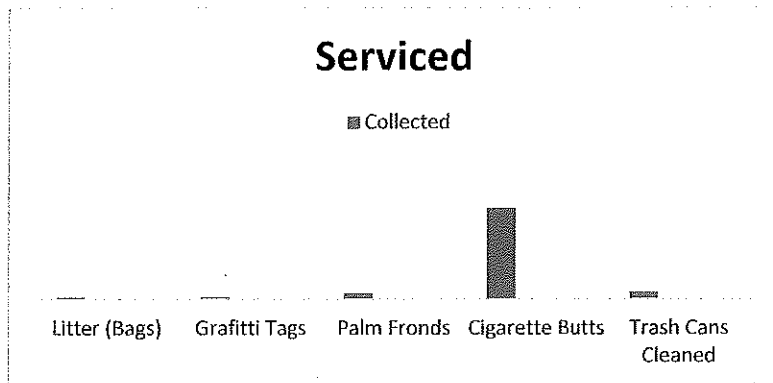 Serviced
Collected
Litter (Bags)
Grafitti Tags
Palm Fronds
Cigarette Butts
Trash Cans
Cleaned